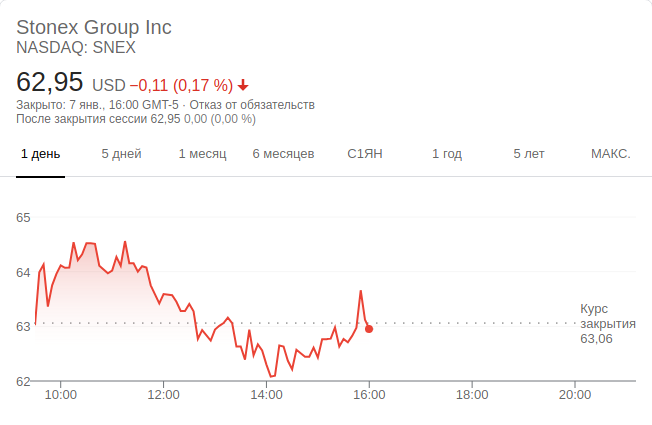 Stonex Group Inc
NASDAQ: SNEX
62,95 USD −0,11 (0,17 %)
Закрыто: 7 янв., 16:00 GMT-5 · Отказ от обязательств
После закрытия сессии 62,95 0,00 (0,00 %)
1 день 5 дней 1 месяц 6 месяцев С1ЯН 1 год 5 лет МАКС.
65
64
Курс
63 закрытия
63,06
62
10:00 12:00 14:00 16:00 18:00 20:00